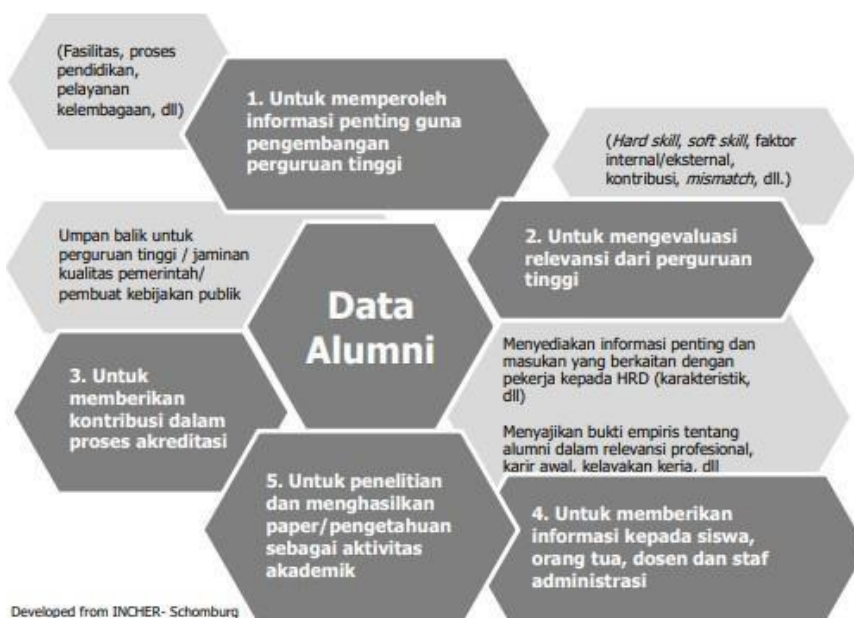 (Fasilitas, proses
pendidikan,
pelayanan
kelembagaan, dll)
1. Untuk memperoleh
informasi penting guna
pengembangan
perguruan tinggi
(Hard skill, soft skill, faktor
internal/eksternal,
kontribusi, mismatch, dll.)
2. Untuk mengevaluasi
relevansi dari perguruan
tinggi
Umpan balik untuk
perguruan tinggi / jaminan
kualitas pemerintah/
pembuat kebijakan publik
Data
Alumni
3. Untuk
memberikan
kontribusi dalam
proses akreditasi
Menyediakan informasi penting dan
masukan yang berkaitan dengan
pekerja kepada HRD (karakteristik,
dll)
Menyajikan bukti empiris tentang
alumni dalam relevansi profesional,
karir awal, kelayakan kerja, dll
5. Untuk penelitian
dan menghasilkan
paper/pengetahuan
sebagai aktivitas
akademik
4. Untuk memberikan
informasi kepada siswa,
orang tua, dosen dan staf
administrasi
Developed from INCHER- Schomburg